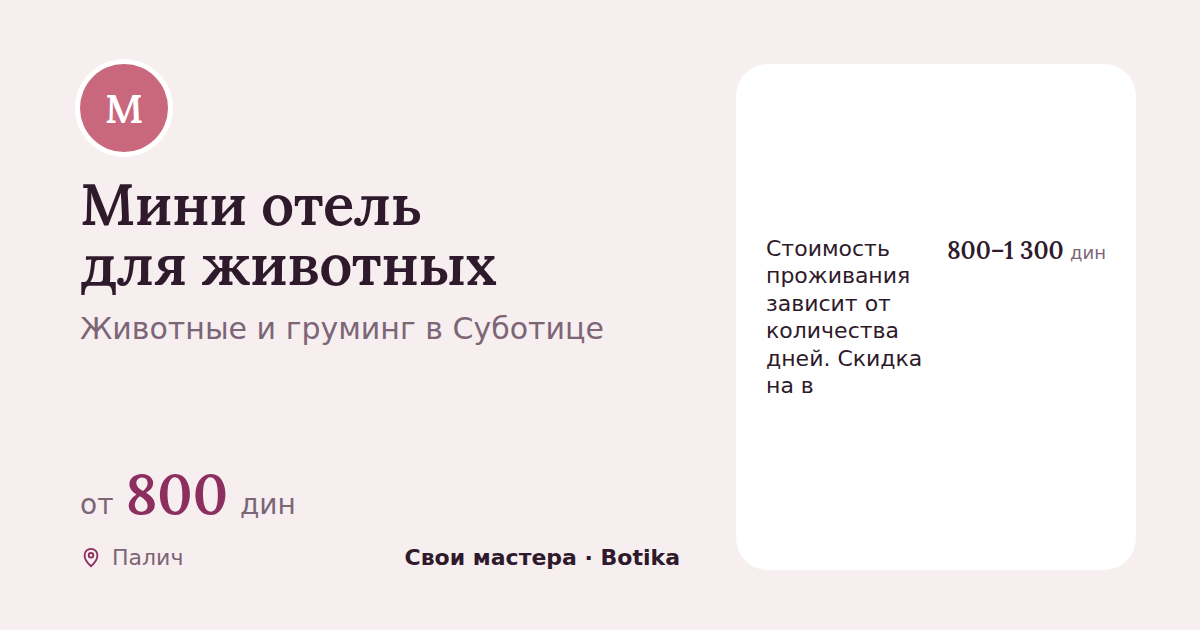 М
Мини отель
для животных
Животные и груминг в Суботице
от 800 дин
Палич
Свои мастера · Botika
Стоимость 800–1 300 дин
проживания
зависит от
количества
дней. Скидка
на в